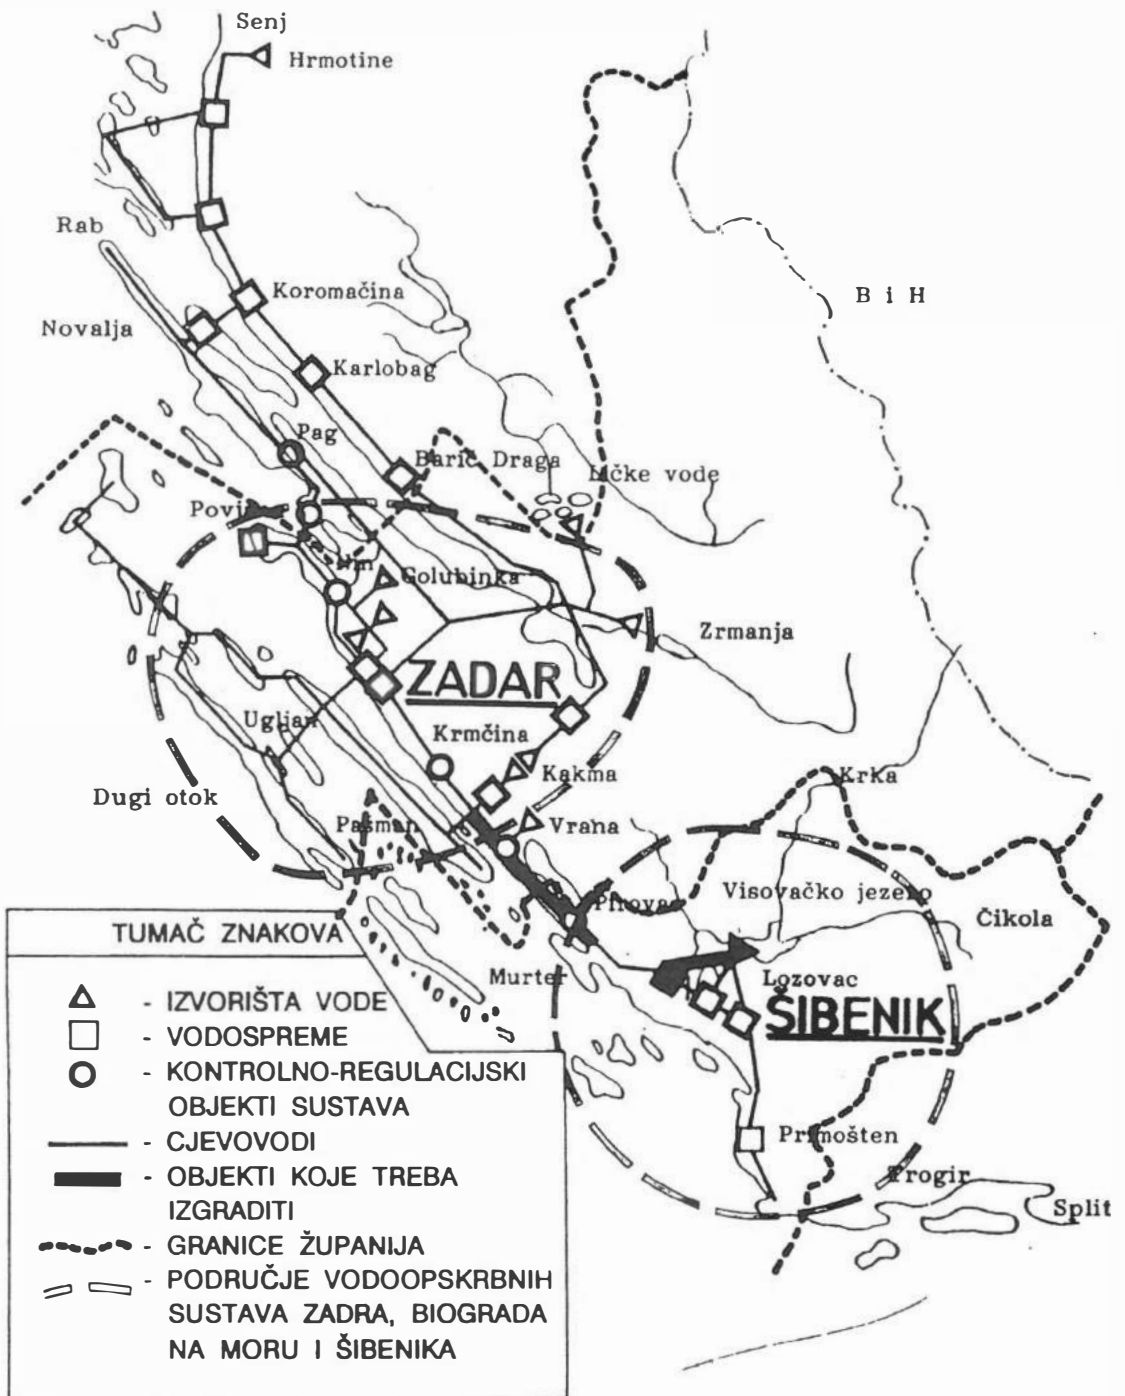 Senj
Hrmotine
Rab
Koromačina
B i H
Novalja
Karlobag
Pag
Barić Draga
Ličke vode
Nin
Golubinka
Zrmanja
ZADAR
Ugljan
Krmčina
Kakma
Krka
Dugi otok
Pašman
Vrana
Visovačko jezero
Pirovac
Čikola
TUMAČ ZNAKOVA
Murter
Lozovac
ŠIBENIK
- IZVORIŠTA VODE
- VODOSPREME
- KONTROLNO-REGULACIJSKI
OBJEKTI SUSTAVA
- CJEVOVODI
Primošten
- OBJEKTI KOJE TREBA
IZGRADITI
Trogir
Split
- GRANICE ŽUPANIJA
- PODRUČJE VODOOPSKRBNIH
SUSTAVA ZADRA, BIOGRADA
NA MORU I ŠIBENIKA